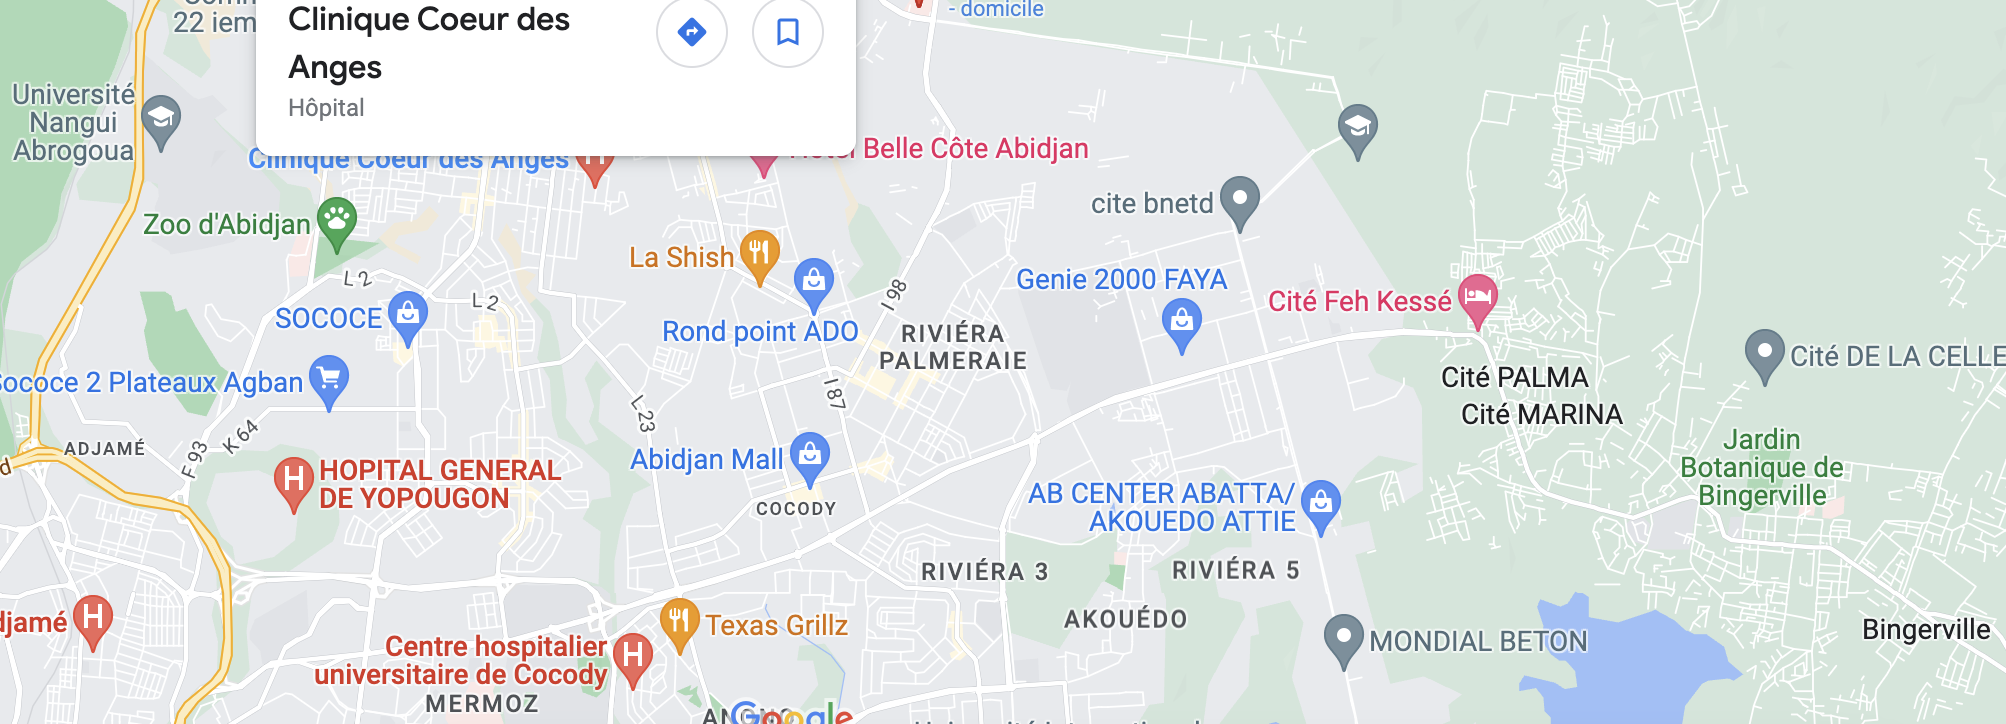 Clinique Coeur des
Anges
Hôpital
- domicile
22 iem
Université
Nangui
Abrogoua
Clinique Coeur des Anges
Hôtel Belle Côte Abidjan
cite bnetd
Zoo d'Abidjan
La Shish
L 2
L 2
I 98
Genie 2000 FAYA
Cité Feh Kessé
SOCOCE
Rond point ADO
RIVIÉRA
PALMERAIE
Cité DE LA CELLE
Sococe 2 Plateaux Agban
Cité PALMA
Cité MARINA
I 87
L 23
K 64
F 93
ADJAMÉ
Jardin
Botanique de
Bingerville
Abidjan Mall
HOPITAL GENERAL
DE YOPOUGON
COCODY
AB CENTER ABATTA/
AKOUEDO ATTIE
RIVIÉRA 3
RIVIÉRA 5
AKOUÉDO
djamé
Texas Grillz
Bingerville
MONDIAL BETON
Centre hospitalier
universitaire de Cocody
MERMOZ
Google